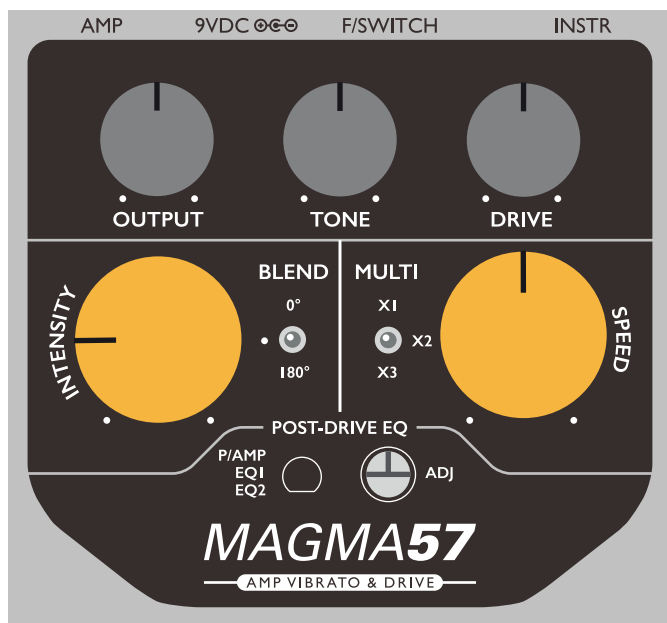 AMP 9VDC F/SWITCH INSTR
OUTPUT TONE DRIVE
BLEND MULTI
INTENSITY
0°
180°
X1
X2
X3
SPEED
POST-DRIVE EQ
P/AMP
EQ1
EQ2
ADJ
MAGMA57
AMP VIBRATO & DRIVE